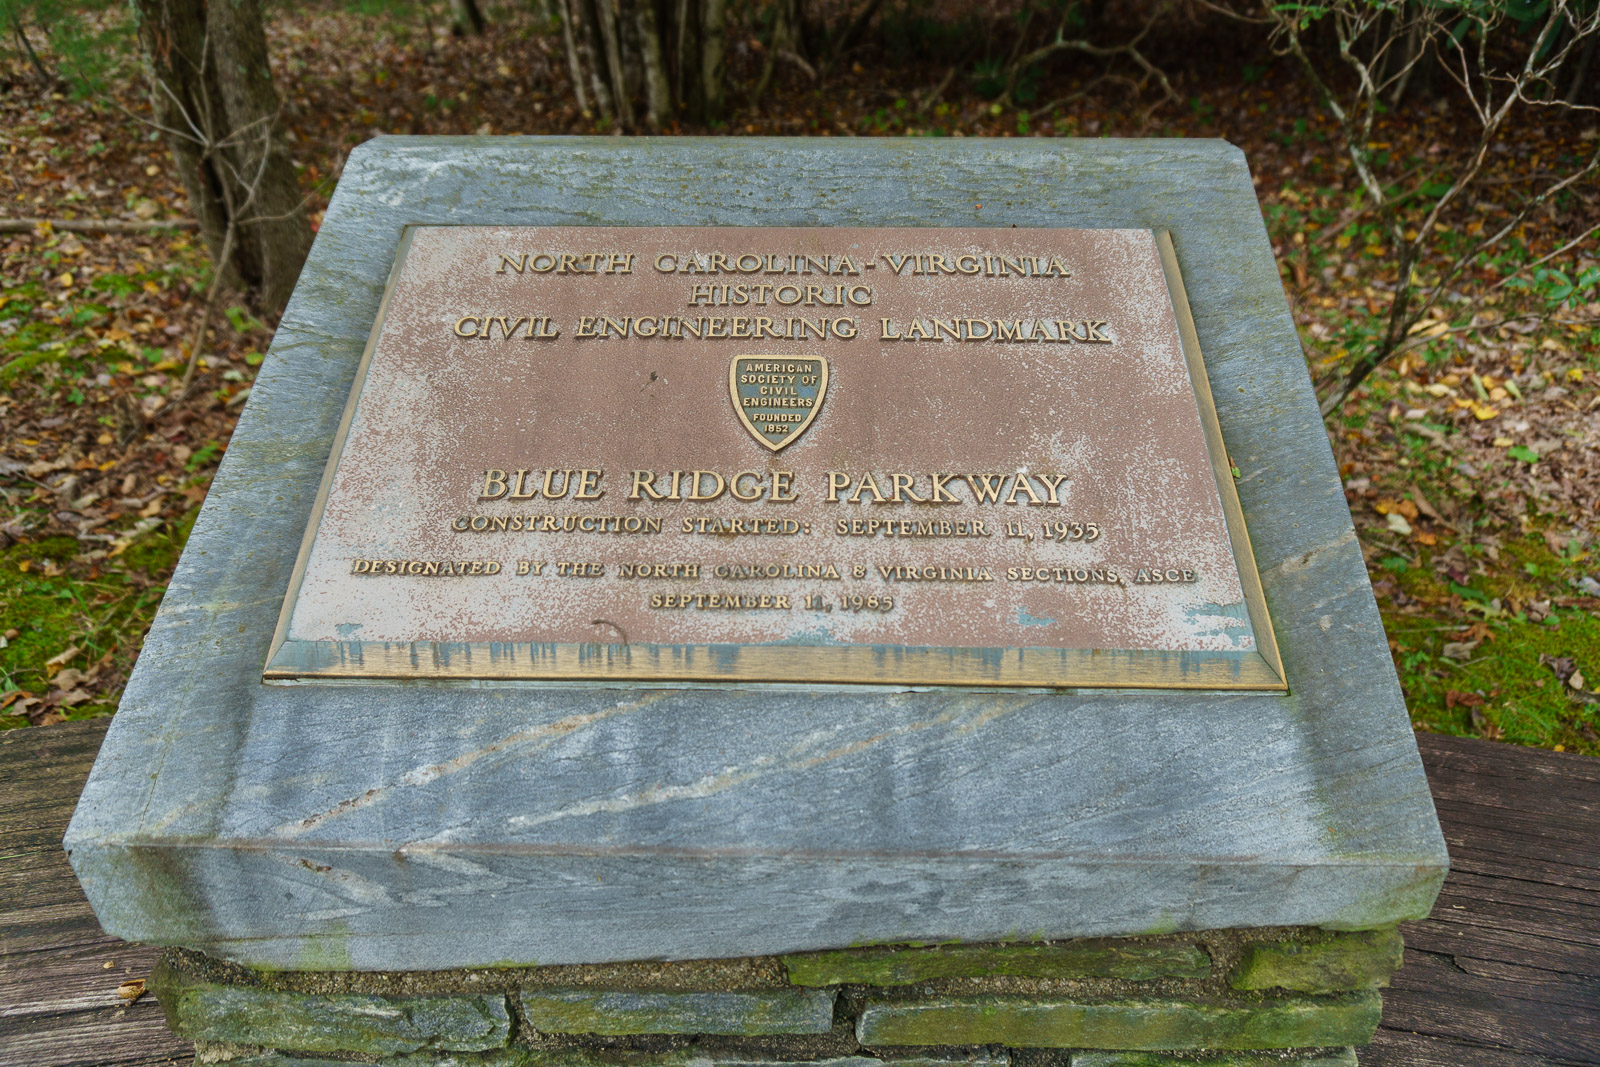 NORTH CAROLINA-VIRGINIA
HISTORIC
CIVIL ENGINEERING LANDMARK
AMERICAN
SOCIETY OF
CIVIL
ENGINEERS
FOUNDED
1852
BLUE RIDGE PARKWAY
CONSTRUCTION STARTED: SEPTEMBER 11, 1935
DESIGNATED BY THE NORTH CAROLINA & VIRGINIA SECTIONS, ASCE
SEPTEMBER 11, 1985